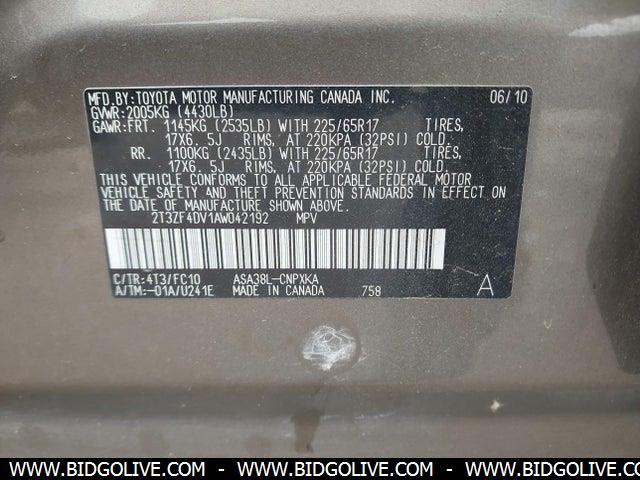 MFD.BY:TOYOTA MOTOR MANUFACTURING CANADA INC. 06/10
GVWR:2005KG (4430LB)
GAWR:FRT. 1145KG (2535LB) WITH 225/65R17 TIRES,
17X6. 5J RIMS, AT 220KPA (32PSI) COLD.
RR. 1100KG (2435LB) WITH 225/65R17 TIRES,
17X6. 5J RIMS, AT 220KPA (32PSI) COLD.
THIS VEHICLE CONFORMS TO ALL APPLICABLE FEDERAL MOTOR
VEHICLE SAFETY AND THEFT PREVENTION STANDARDS IN EFFECT ON
THE DATE OF MANUFACTURE SHOWN ABOVE.
2T3ZF4DV1AW042192 MPV
C/TR:4T3/FC10 ASA38L-CNPXKA
A/TM:-01A/U241E MADE IN CANADA 758 A
WWW.BIDGOLIVE.COM - WWW.BIDGOLIVE.COM - WWW.BIDGOLIVE.COM